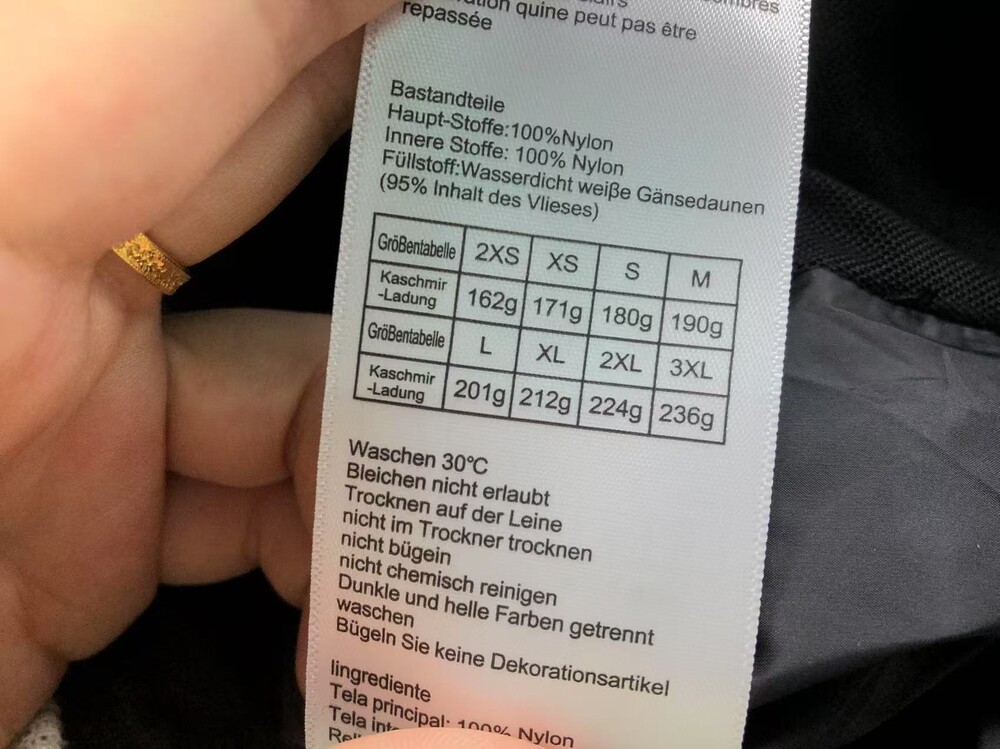 quine peut pas être
repassée
Bastandteile
Haupt-Stoffe:100%Nylon
Innere Stoffe: 100% Nylon
Füllstoff:Wasserdicht weiße Gänsedaunen
(95% Inhalt des Vlieses)
Größentabelle 2XS XS S M
Kaschmir
-Ladung 162g 171g 180g 190g
Größentabelle L XL 2XL 3XL
Kaschmir
-Ladung 201g 212g 224g 236g
Waschen 30℃
Bleichen nicht erlaubt
Trocknen auf der Leine
nicht im Trockner trocknen
nicht bügein
nicht chemisch reinigen
Dunkle und helle Farben getrennt
waschen
Bügeln Sie keine Dekorationsartikel
Iingrediente
Tela principal: 100% Nylon
Tela